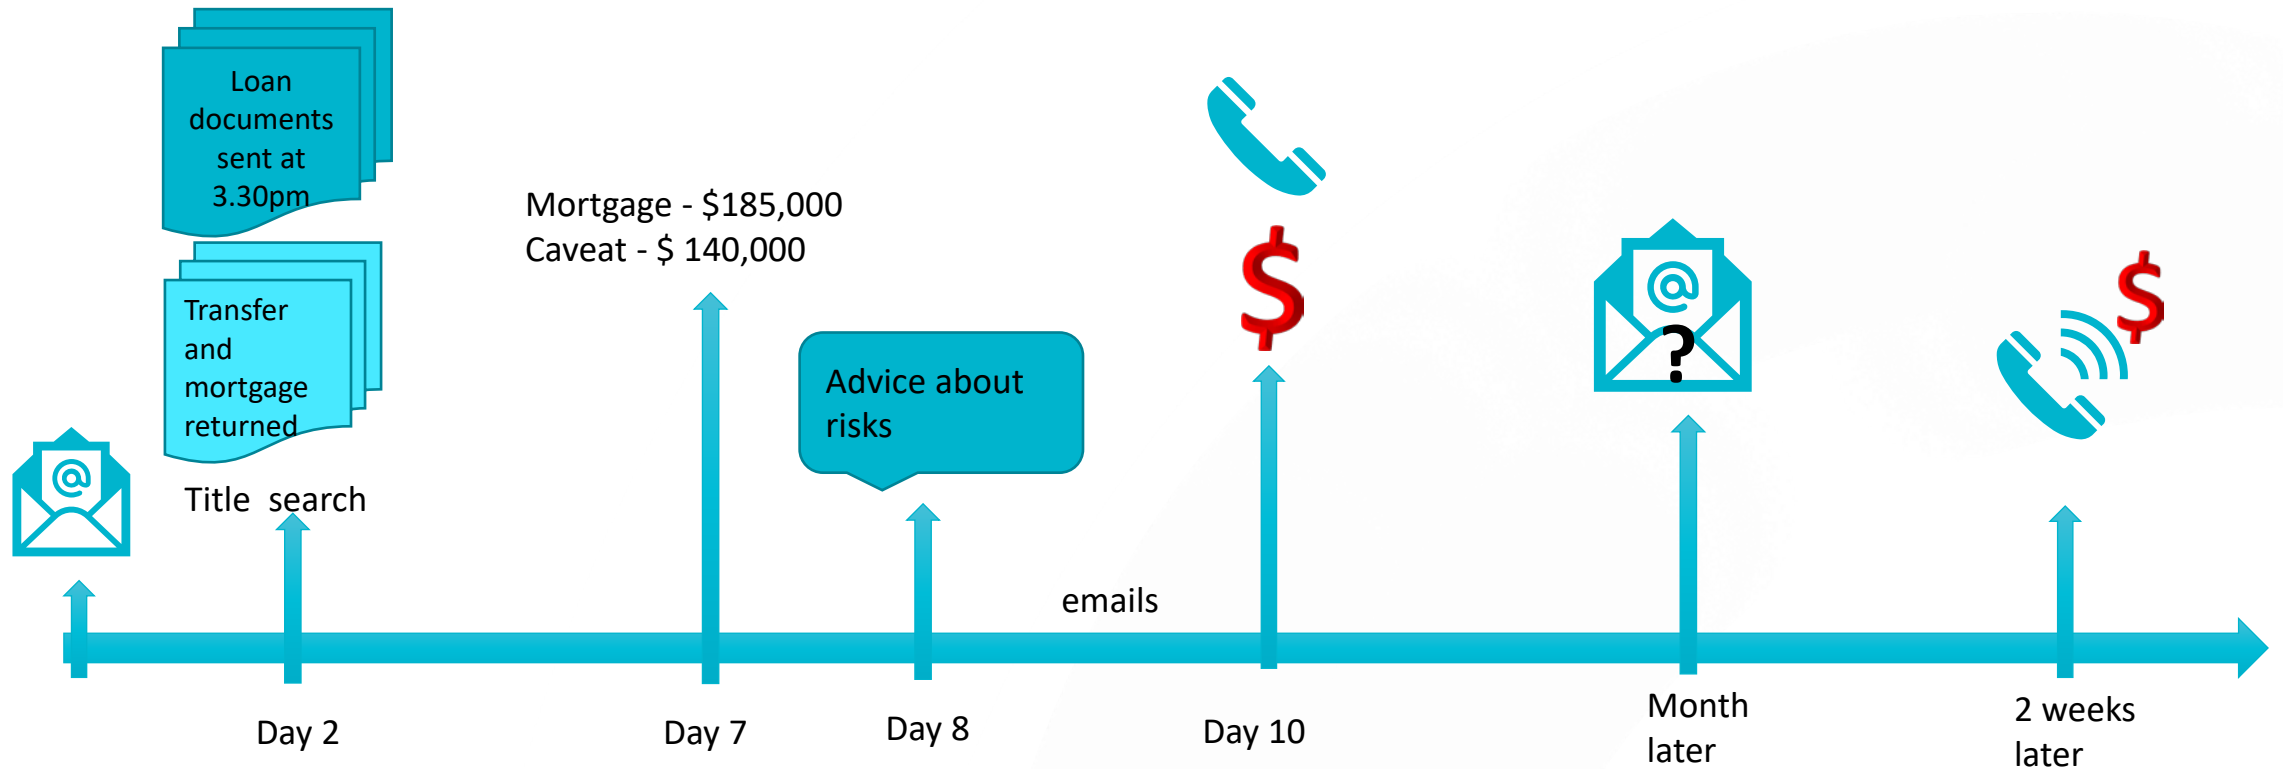 Loan
documents
sent at
3.30pm
Transfer
and
mortgage
returned
@
Title search
Mortgage - $185,000
Caveat - $ 140,000
Advice about
risks
emails
$
@
?
$
Day 2
Day 7
Day 8
Day 10
Month
later
2 weeks
later